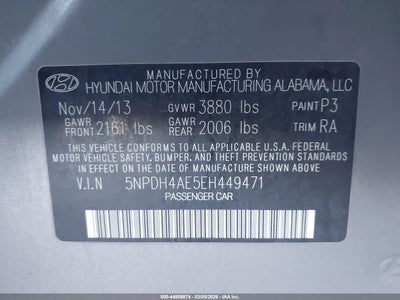 MANUFACTURED BY
HYUNDAI MOTOR MANUFACTURING ALABAMA, LLC
Nov/14/13 GVWR 3880 lbs PAINT P3
GAWR FRONT 2161 lbs GAWR REAR 2006 lbs TRIM RA
THIS VEHICLE CONFORMS TO ALL APPLICABLE U.S. FEDERAL
MOTOR VEHICLE SAFETY, BUMPER, AND THEFT PREVENTION
STANDARDS IN EFFECT ON THE DATE OF MANUFACTURE SHOWN ABOVE.
V.I.N 5NPDH4AE5EH449471
PASSENGER CAR